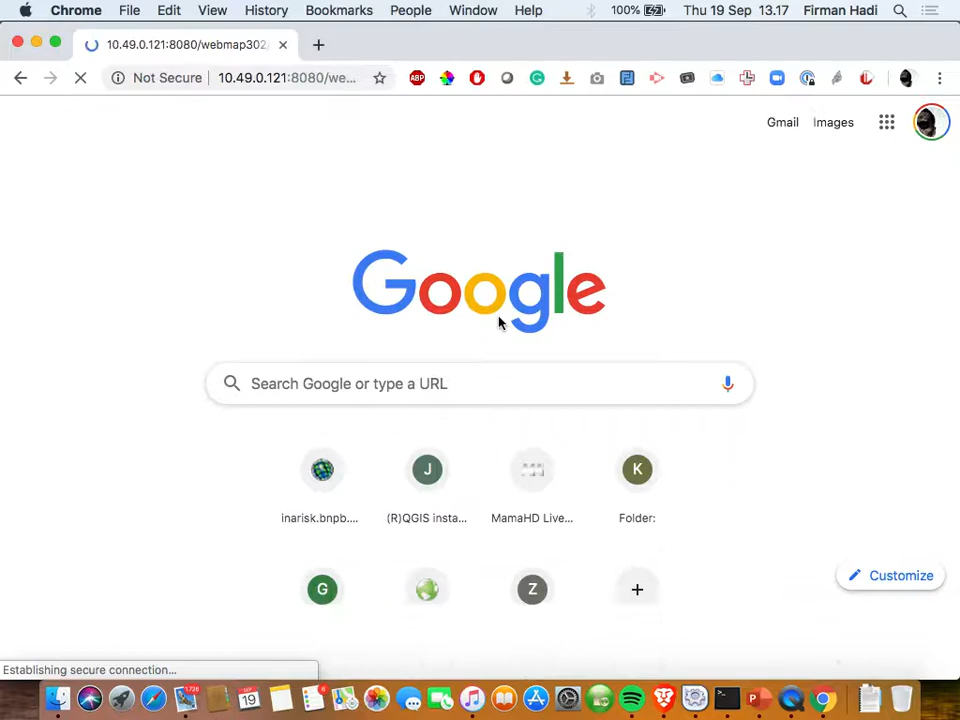 Chrome File Edit View History Bookmarks People Window Help 100% Thu 19 Sep 13.17 Firman Hadi
10.49.0.121:8080/webmap302,
Not Secure 10.49.0.121:8080/we...
ABP
Gmail Images
Google
Search Google or type a URL
J K
inarisk.bnpb.... (R)QGIS insta... MamaHD Live... Folder:
G Z
Customize
Establishing secure connection...